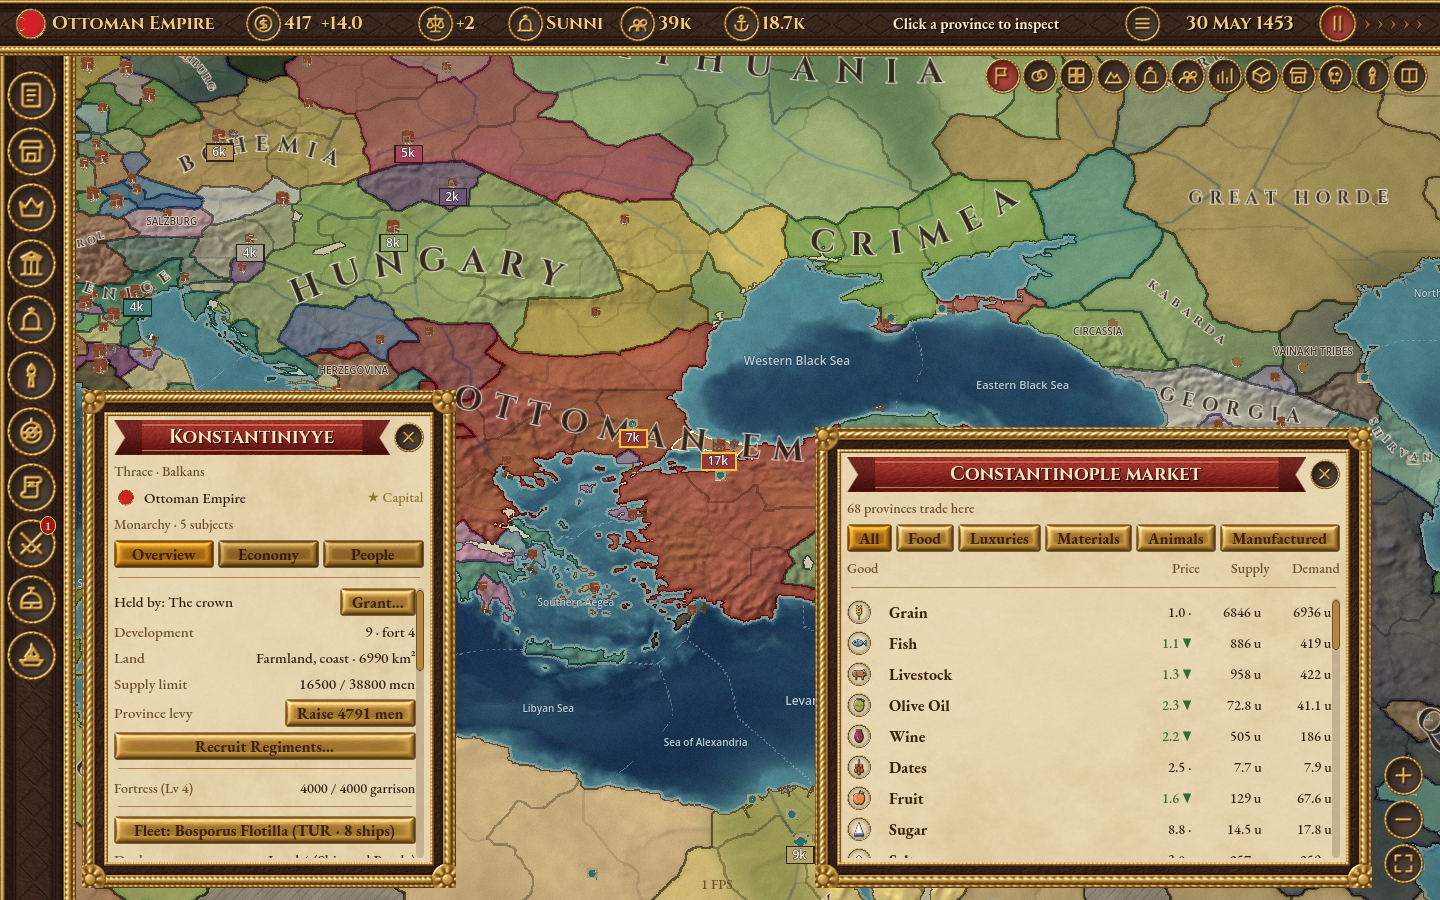 OTTOMAN EMPIRE 417 +14.0 +2 SUNNI 39K 18.7K Click a province to inspect 30 MAY 1453
THUANIA
BOHEMIA
6k
5k
2k
SALZBURG
8k
4k
HUNGARY
CRIMEA
GREAT HORDE
4k
KABARDA
CIRCASSIA
VAINAKH TRIBES
North
Western Black Sea
Eastern Black Sea
HERZEGOVINA
GEORGIA
SHIRVAN
OTTOMAN EM
7k
17k
Southern Aegea
Libyan Sea
Levan
Sea of Alexandria
9k
1 FPS
KONSTANTINIYYE
Thrace · Balkans
Ottoman Empire ★ Capital
Monarchy · 5 subjects
Overview Economy People
Held by: The crown Grant...
Development 9 · fort 4
Land Farmland, coast · 6990 km²
Supply limit 16500 / 38800 men
Province levy Raise 4791 men
Recruit Regiments...
Fortress (Lv 4) 4000 / 4000 garrison
Fleet: Bosporus Flotilla (TUR · 8 ships)
CONSTANTINOPLE MARKET
68 provinces trade here
All Food Luxuries Materials Animals Manufactured
Good Price Supply Demand
Grain 1.0 · 6846 u 6936 u
Fish 1.1 ▼ 886 u 419 u
Livestock 1.3 ▼ 958 u 422 u
Olive Oil 2.3 ▼ 72.8 u 41.1 u
Wine 2.2 ▼ 505 u 186 u
Dates 2.5 · 7.7 u 7.9 u
Fruit 1.6 ▼ 129 u 67.6 u
Sugar 8.8 · 14.5 u 17.8 u
1